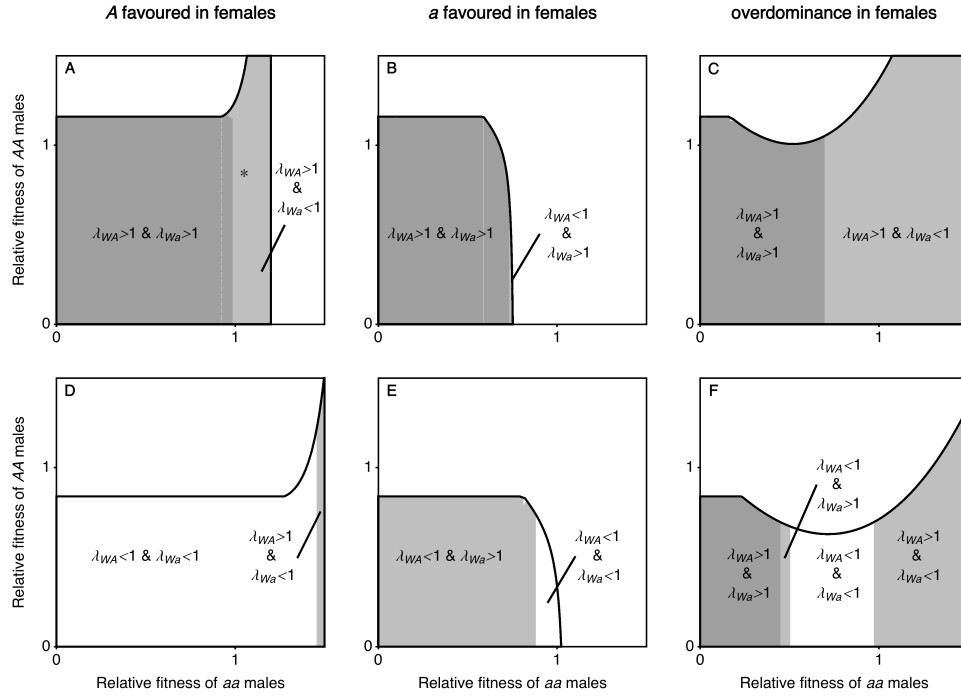 A favoured in females
a favoured in females
overdominance in females
Relative fitness of AA males
A
1
0
0
1
*
λWA>1 & λWa>1
λWA>1
&
λWa<1
B
1
0
0
1
λWA>1 & λWa>1
λWA<1
&
λWa>1
C
1
0
0
1
λWA>1
&
λWa>1
λWA>1 & λWa<1
Relative fitness of AA males
D
1
0
0
1
λWA<1 & λWa<1
λWA>1
&
λWa<1
Relative fitness of aa males
E
1
0
0
1
λWA<1 & λWa>1
λWA<1
&
λWa<1
Relative fitness of aa males
F
1
0
0
1
λWA<1
&
λWa>1
λWA>1
&
λWa>1
λWA<1
&
λWa<1
λWA>1
&
λWa<1
Relative fitness of aa males